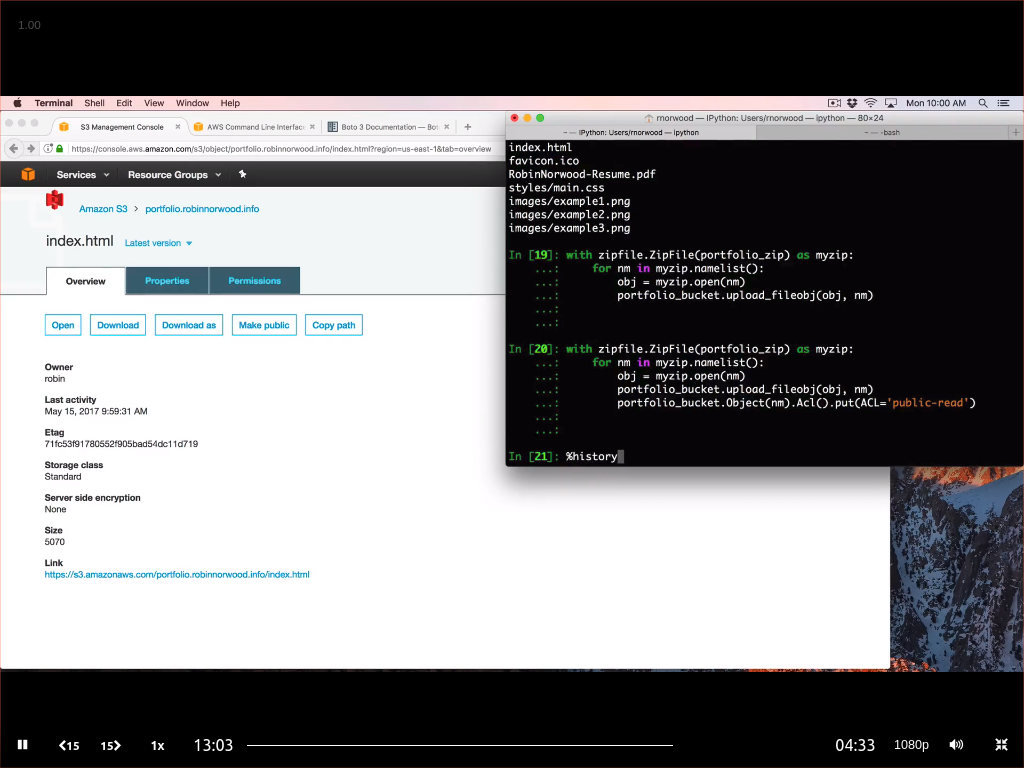 1.00
Terminal Shell Edit View Window Help
Mon 10:00 AM
S3 Management Console
AWS Command Line Interfac
Boto 3 Documentation — Bot
https://console.aws.amazon.com/s3/object/portfolio.robinnorwood.info/index.html?region=us-east-1&tab=overview
Services
Resource Groups
Amazon S3 > portfolio.robinnorwood.info
index.html Latest version
Overview
Properties
Permissions
Open
Download
Download as
Make public
Copy path
Owner
robin
Last activity
May 15, 2017 9:59:31 AM
Etag
71fc53f91780552f905bad54dc11d719
Storage class
Standard
Server side encryption
None
Size
5070
Link
https://s3.amazonaws.com/portfolio.robinnorwood.info/index.html
rnorwood — IPython: Users/rnorwood — ipython — 80×24
~ — IPython: Users/rnorwood — ipython
~ — -bash
index.html
favicon.ico
RobinNorwood-Resume.pdf
styles/main.css
images/example1.png
images/example2.png
images/example3.png
In [19]: with zipfile.ZipFile(portfolio_zip) as myzip:
...: for nm in myzip.namelist():
...: obj = myzip.open(nm)
...: portfolio_bucket.upload_fileobj(obj, nm)
...:
...:
In [20]: with zipfile.ZipFile(portfolio_zip) as myzip:
...: for nm in myzip.namelist():
...: obj = myzip.open(nm)
...: portfolio_bucket.upload_fileobj(obj, nm)
...: portfolio_bucket.Object(nm).Acl().put(ACL='public-read')
...:
...:
In [21]: %history
15
15
1x
13:03
04:33
1080p